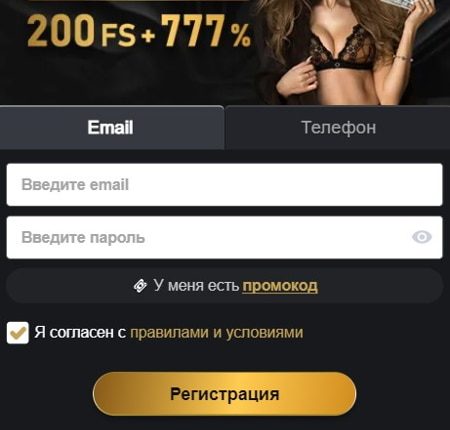 200 FS + 777 %
Email
Телефон
Введите email
Введите пароль
У меня есть промокод
Я согласен с правилами и условиями
Регистрация